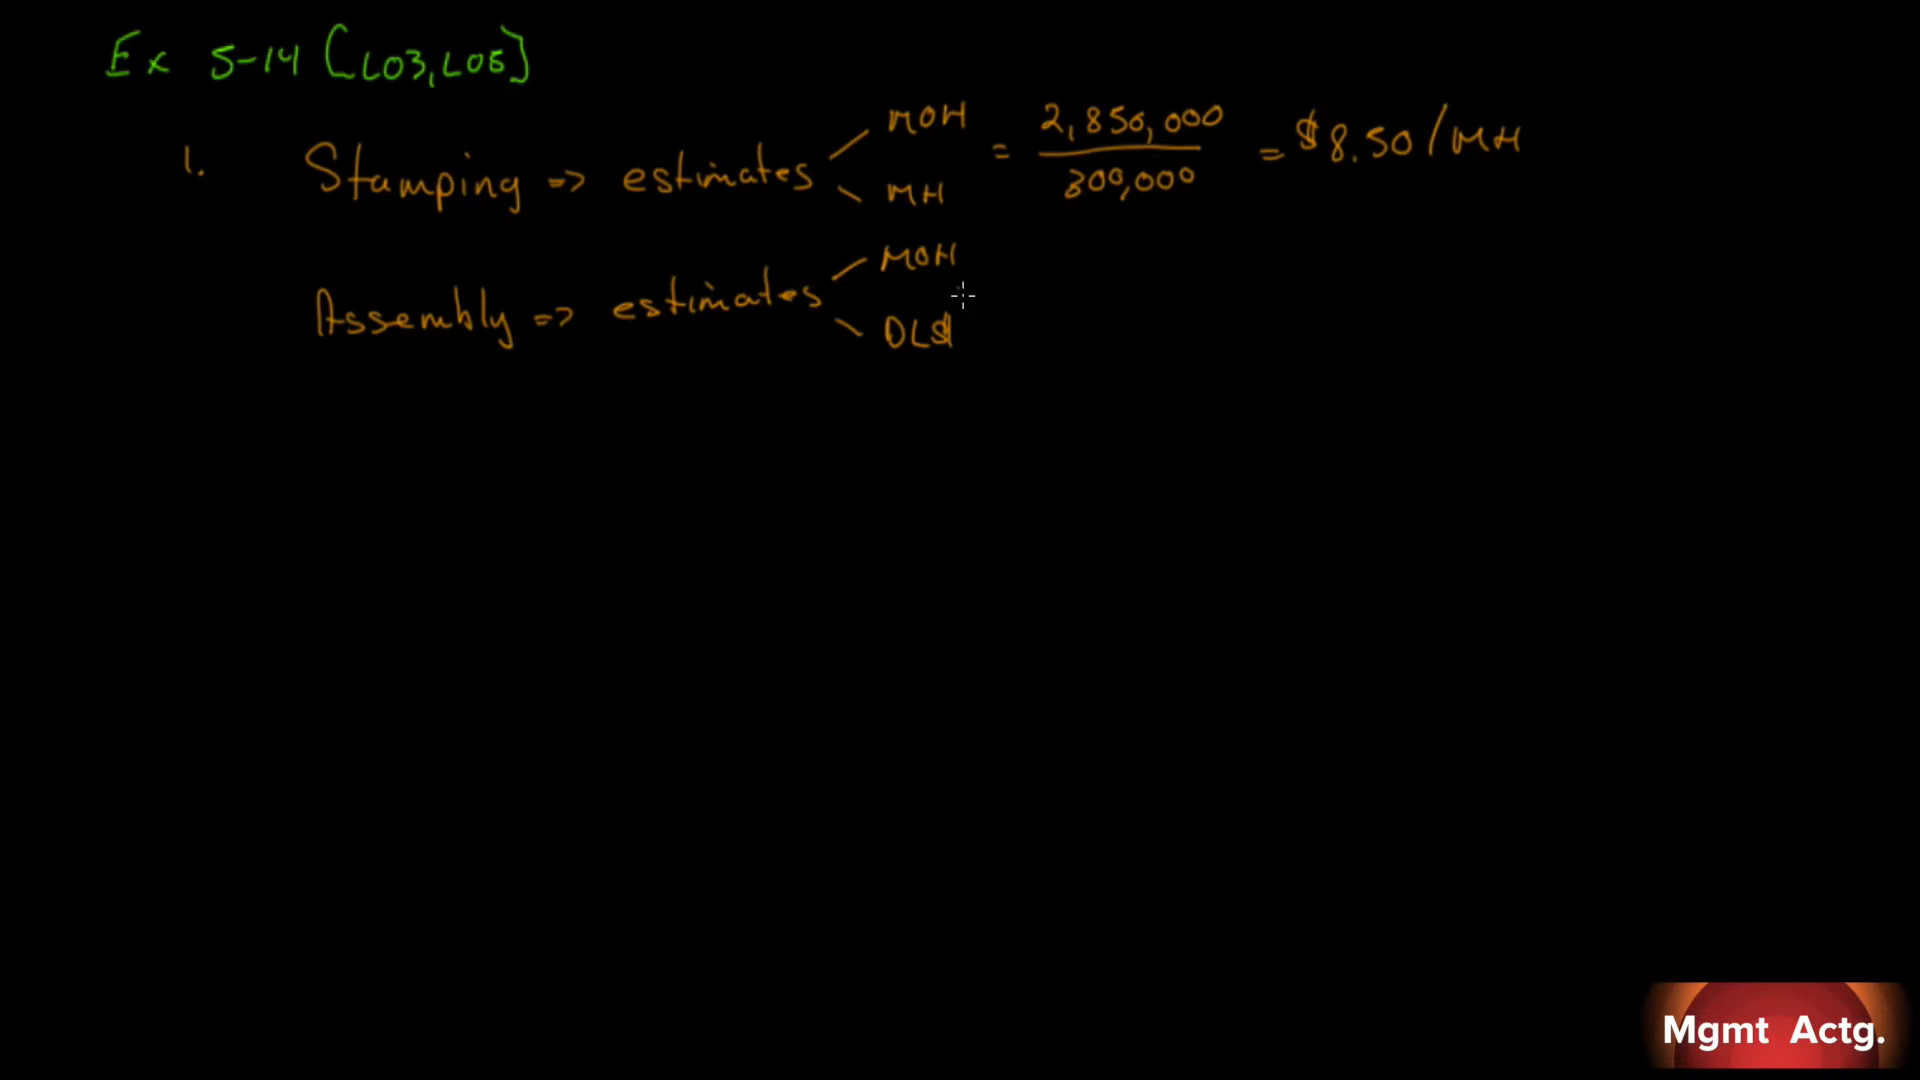 Ex 5-14 [LO3, LO5]
1. Stamping => estimates MOH = 2,850,000 = $8.50/MH
MH 300,000
Assembly => estimates MOH
DL$
Mgmt Actg.